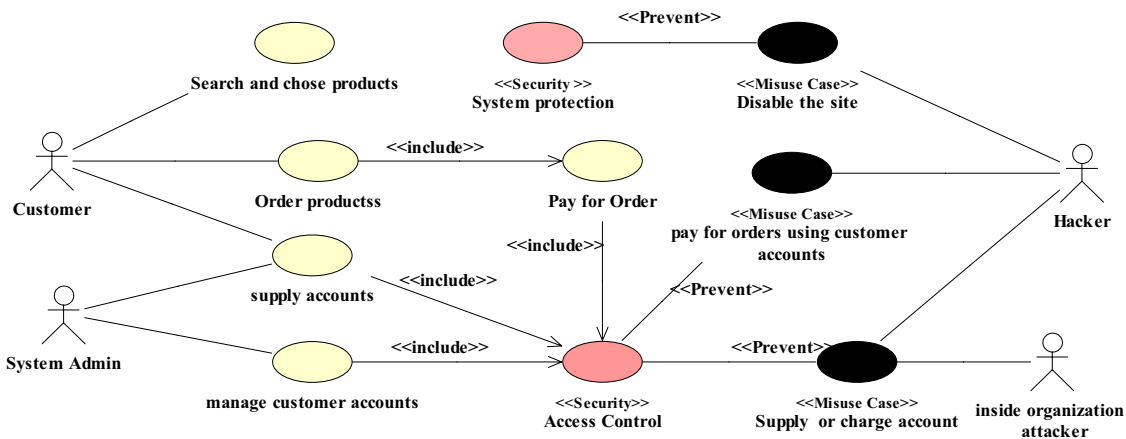 <<Prevent>>
Search and chose products
<<Security >>
System protection
<<Misuse Case>>
Disable the site
<<include>>
Customer
Order productss
Pay for Order
<<Misuse Case>>
pay for orders using customer
accounts
Hacker
<<include>>
supply accounts
<<include>>
<<Prevent>>
System Admin
<<include>>
<<Prevent>>
manage customer accounts
<<Security>>
Access Control
<<Misuse Case>>
Supply or charge account
inside organization
attacker